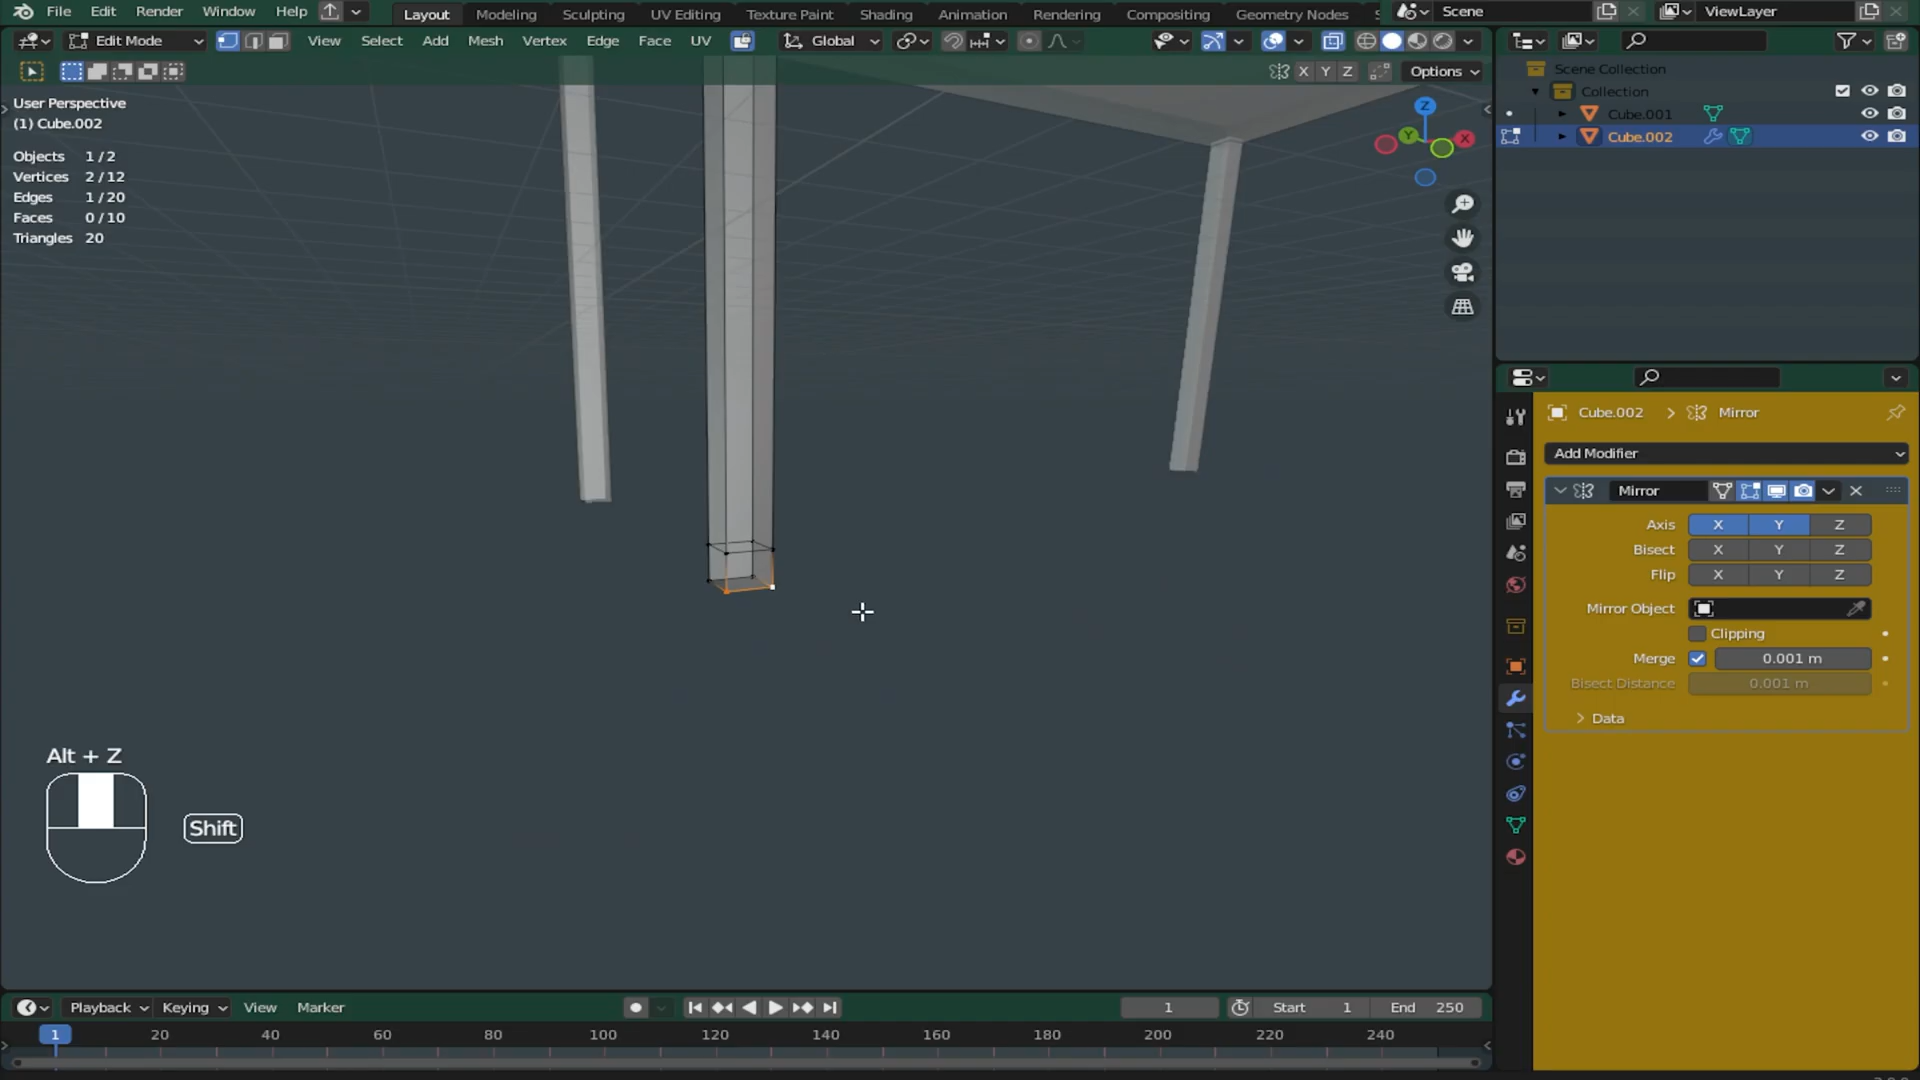 File Edit Render Window Help Layout Modeling Sculpting UV Editing Texture Paint Shading Animation Rendering Compositing Geometry Nodes Scene ViewLayer
Edit Mode View Select Add Mesh Vertex Edge Face UV Global
X Y Z Options
User Perspective
(1) Cube.002
Objects 1 / 2
Vertices 2 / 12
Edges 1 / 20
Faces 0 / 10
Triangles 20
Z
Y
X
Scene Collection
Collection
Cube.001
Cube.002
Cube.002 > Mirror
Add Modifier
Mirror
Axis X Y Z
Bisect X Y Z
Flip X Y Z
Mirror Object
Clipping
Merge 0.001 m
Bisect Distance 0.001 m
Data
Alt + Z
Shift
Playback Keying View Marker 1 Start 1 End 250
1 20 40 60 80 100 120 140 160 180 200 220 240